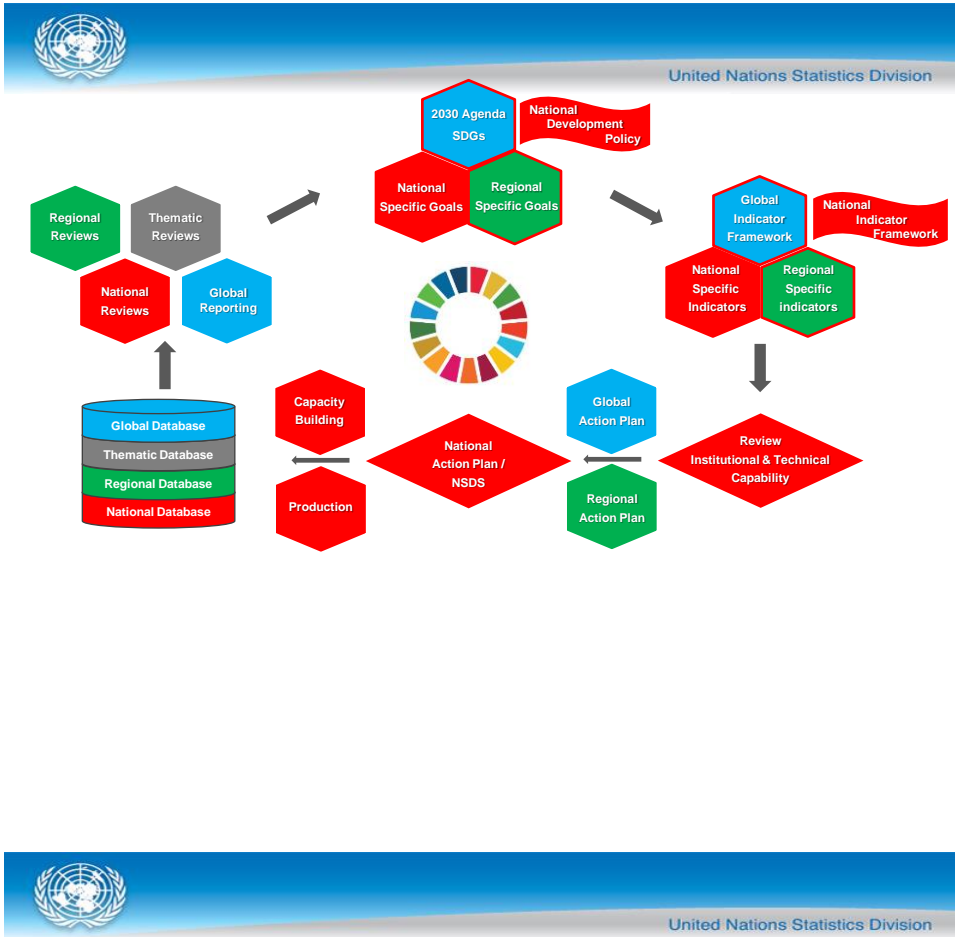 United Nations Statistics Division
2030 Agenda
SDGs
National
Development
Policy
National
Specific Goals
Regional
Specific Goals
Global
Indicator
Framework
National
Indicator
Framework
National
Specific
Indicators
Regional
Specific
indicators
Regional
Reviews
Thematic
Reviews
National
Reviews
Global
Reporting
Global Database
Thematic Database
Regional Database
National Database
Capacity
Building
Production
National
Action Plan /
NSDS
Global
Action Plan
Regional
Action Plan
Review
Institutional & Technical
Capability
United Nations Statistics Division